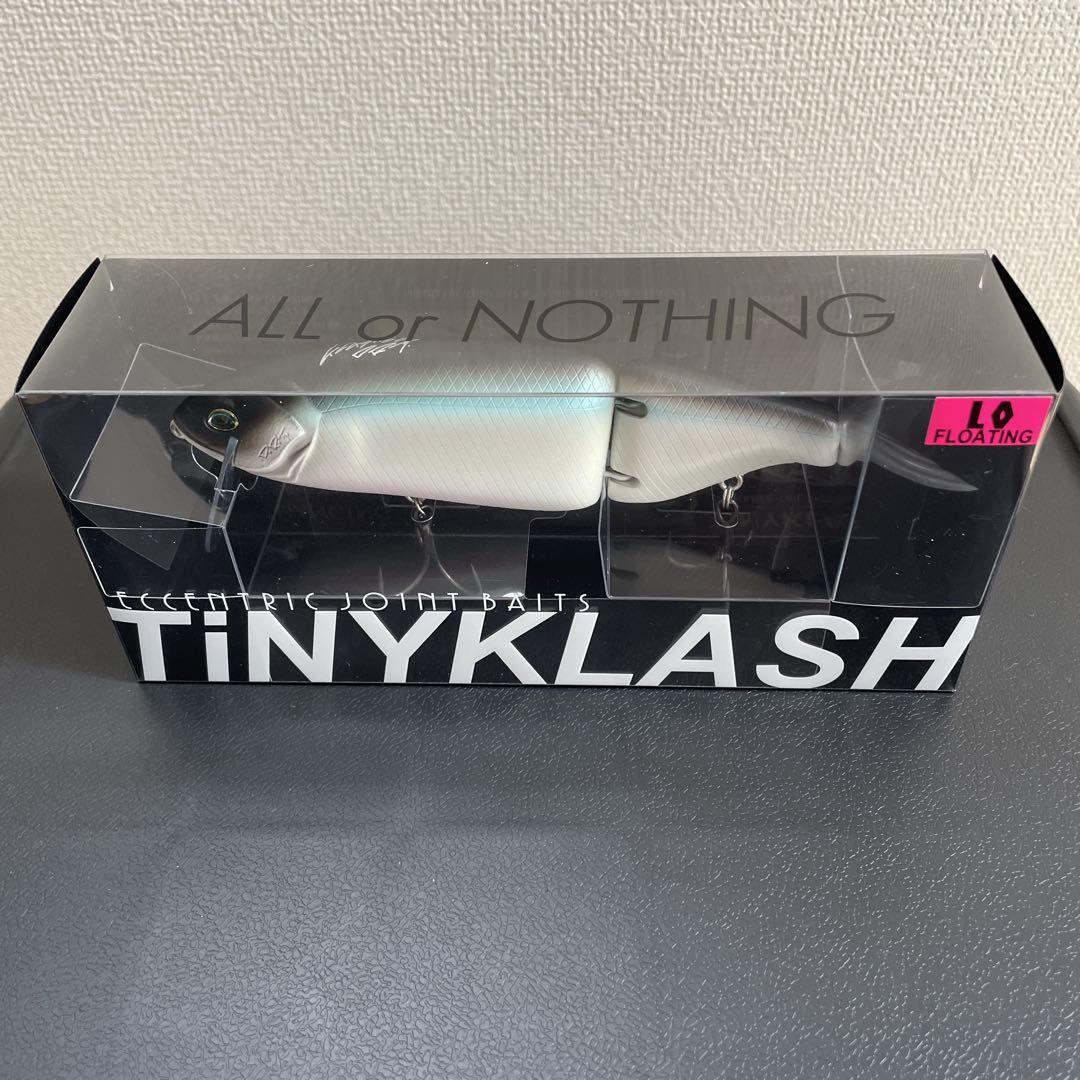 ALL or NOTHING
LO
FLOATING
ECCENTRIC JOINT BAITS
TiNYKLASH